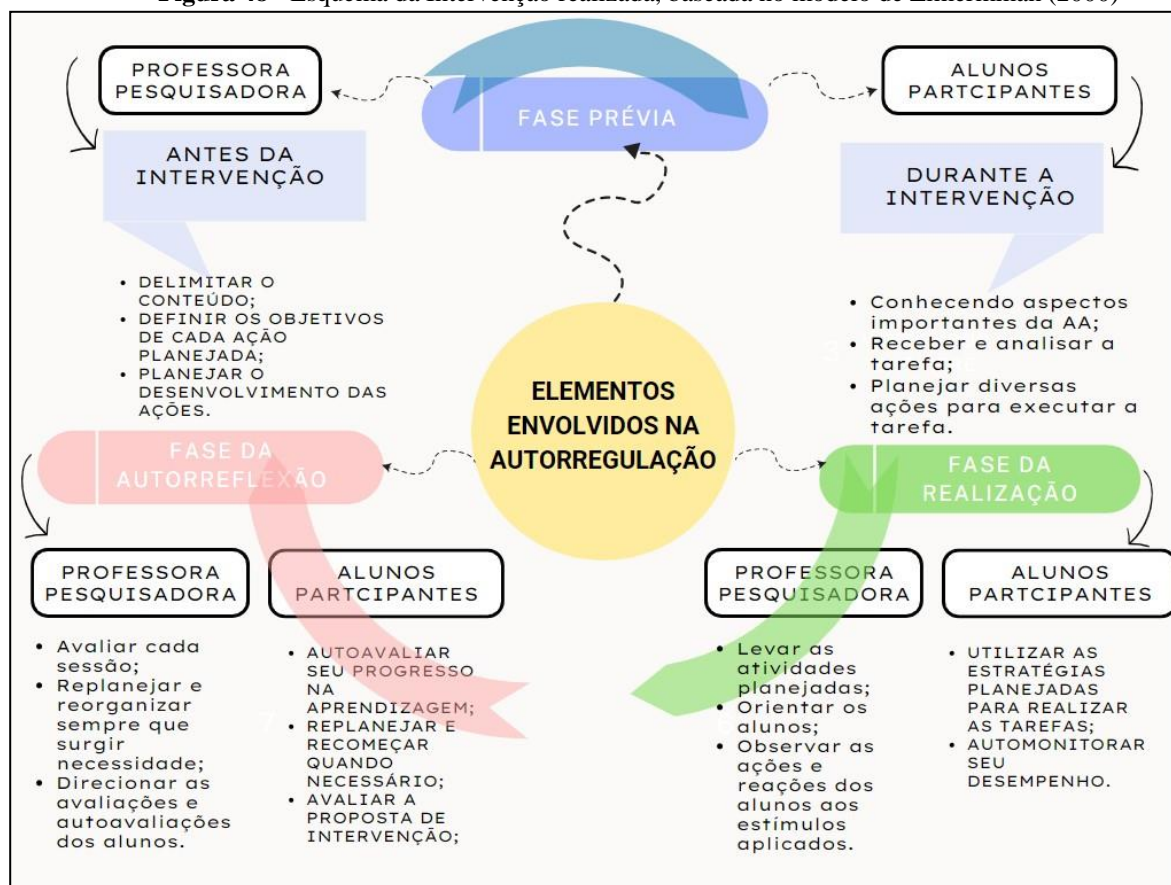 PROFESSORA
PESQUISADORA
FASE PRÉVIA
ALUNOS
PARTCIPANTES
ANTES DA
INTERVENÇÃO
DURANTE A
INTERVENÇÃO
• DELIMITAR O
CONTEÚDO;
• DEFINIR OS OBJETIVOS
DE CADA AÇÃO
PLANEJADA;
• PLANEJAR O
DESENVOLVIMENTO DAS
AÇÕES.
• Conhecendo aspectos
importantes da AA;
• Receber e analisar a
tarefa;
• Planejar diversas
ações para executar a
tarefa.
ELEMENTOS
ENVOLVIDOS NA
AUTORREGULAÇÃO
FASE DA
AUTORREFLEXÃO
FASE DA
REALIZAÇÃO
PROFESSORA
PESQUISADORA
• Avaliar cada
sessão;
• Replanejar e
reorganizar
sempre que
surgir
necessidade;
• Direcionar as
avaliações e
autoavaliações
dos alunos.
ALUNOS
PARTCIPANTES
• AUTOAVALIAR
SEU PROGRESSO
NA
APRENDIZAGEM;
• REPLANEJAR E
RECOMEÇAR
QUANDO
NECESSÁRIO;
• AVALIAR A
PROPOSTA DE
INTERVENÇÃO;
PROFESSORA
PESQUISADORA
• Levar as
atividades
planejadas;
• Orientar os
alunos;
• Observar as
ações e
reações dos
alunos aos
estímulos
aplicados.
ALUNOS
PARTCIPANTES
• UTILIZAR AS
ESTRATÉGIAS
PLANEJADAS
PARA REALIZAR
AS TAREFAS;
• AUTOMONITORAR
SEU
DESEMPENHO.